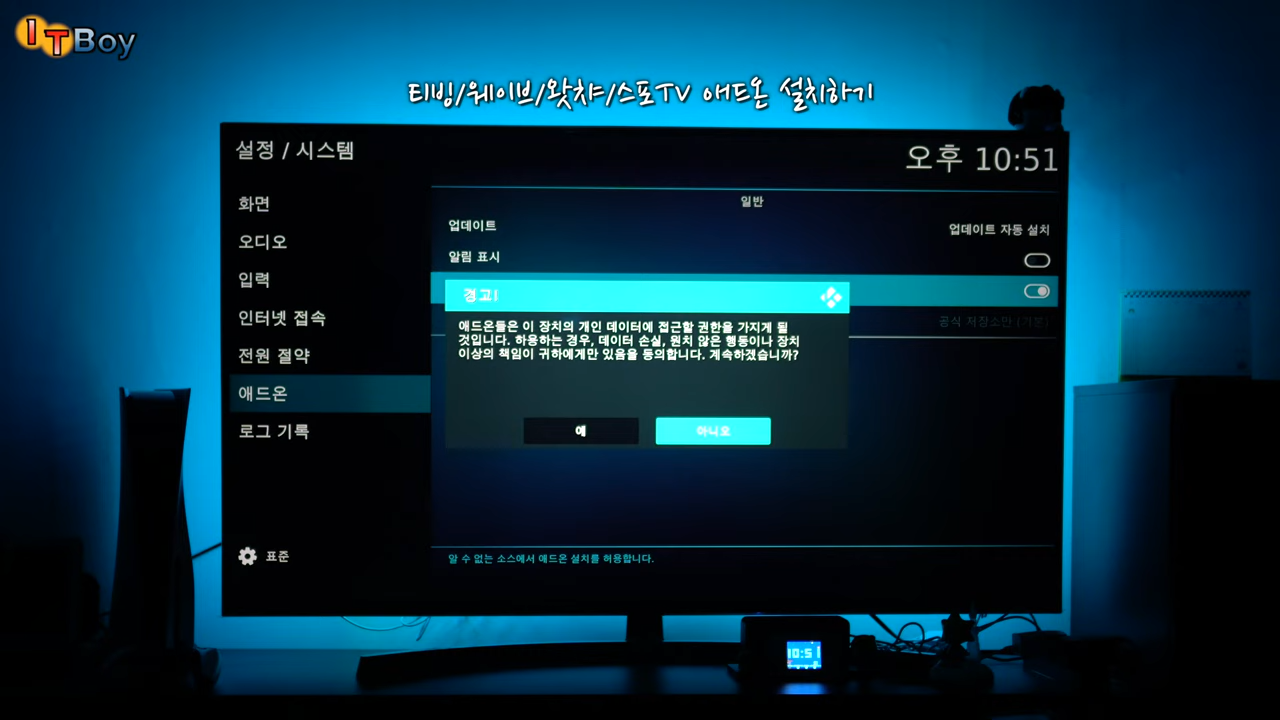 ITBoy
티빙/웨이브/왓챠/스포TV 애드온 설치하기
설정 / 시스템
오후 10:51
화면
오디오
입력
인터넷 접속
전원 절약
애드온
로그 기록
표준
일반
업데이트
업데이트 자동 설치
알림 표시
공식 저장소만 (기본)
경고!
애드온들은 이 장치의 개인 데이터에 접근할 권한을 가지게 될
것입니다. 허용하는 경우, 데이터 손실, 원치 않은 행동이나 장치
이상의 책임이 귀하에게만 있음을 동의합니다. 계속하겠습니까?
예
아니오
알 수 없는 소스에서 애드온 설치를 허용합니다.
10:51